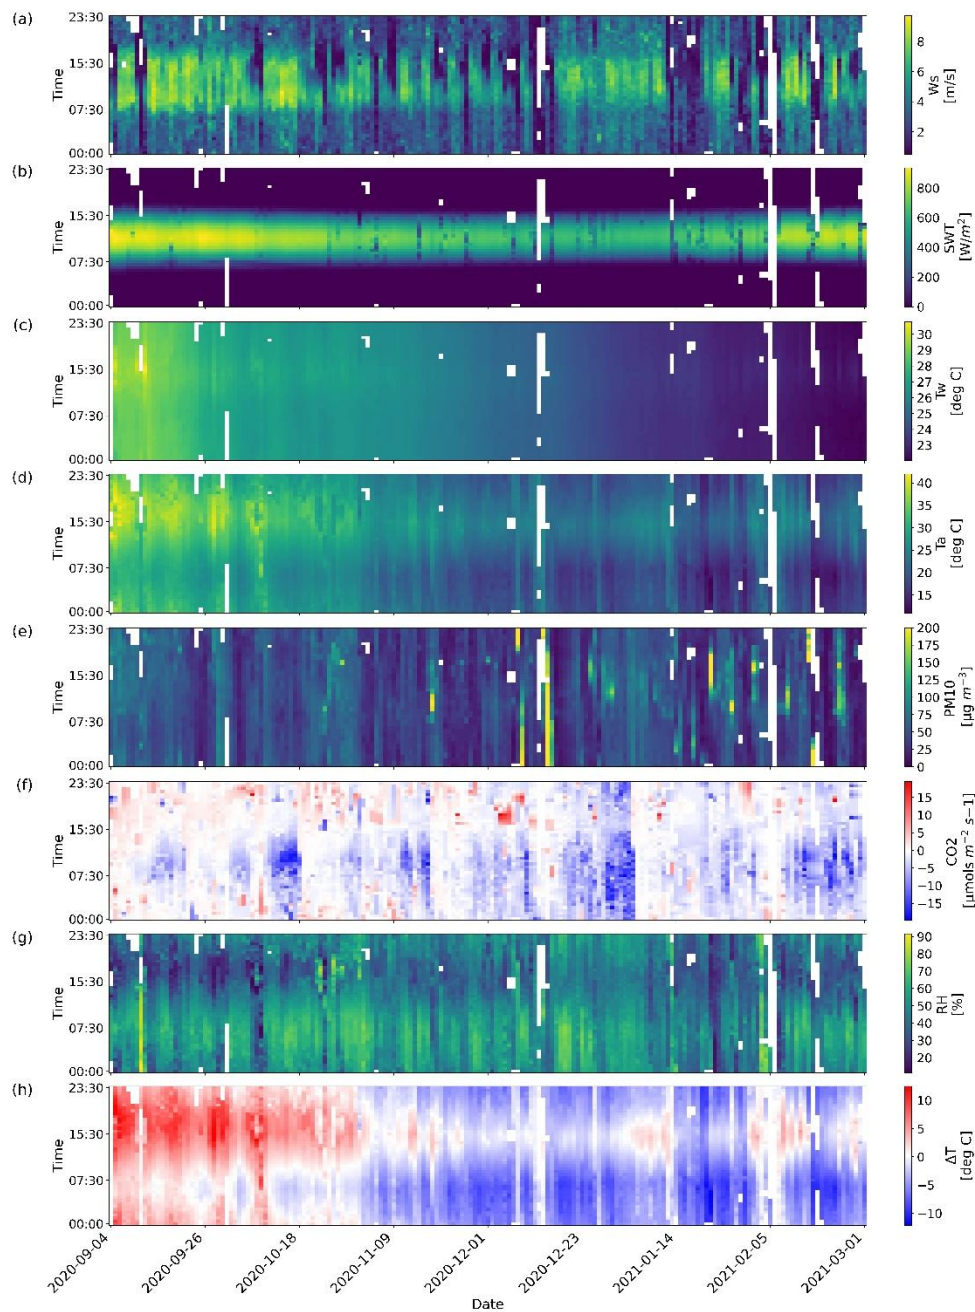 (a)
23:30
15:30
07:30
00:00
Time
8
6
4
2
Ws
[m/s]
(b)
23:30
15:30
07:30
00:00
Time
800
600
400
200
0
SWT
[W/m²]
(c)
23:30
15:30
07:30
00:00
Time
30
29
28
27
26
25
24
23
Tw
[deg C]
(d)
23:30
15:30
07:30
00:00
Time
40
35
30
25
20
15
Ta
[deg C]
(e)
23:30
15:30
07:30
00:00
Time
200
175
150
125
100
75
50
25
0
PM10
[µg m⁻³]
(f)
23:30
15:30
07:30
00:00
Time
15
10
5
0
−5
−10
−15
CO2
[µmols m⁻² s−1]
(g)
23:30
15:30
07:30
00:00
Time
90
80
70
60
50
40
30
20
RH
[%]
(h)
23:30
15:30
07:30
00:00
Time
10
5
0
−5
−10
ΔT
[deg C]
2020-09-04
2020-09-26
2020-10-18
2020-11-09
2020-12-01
2020-12-23
2021-01-14
2021-02-05
2021-03-01
Date